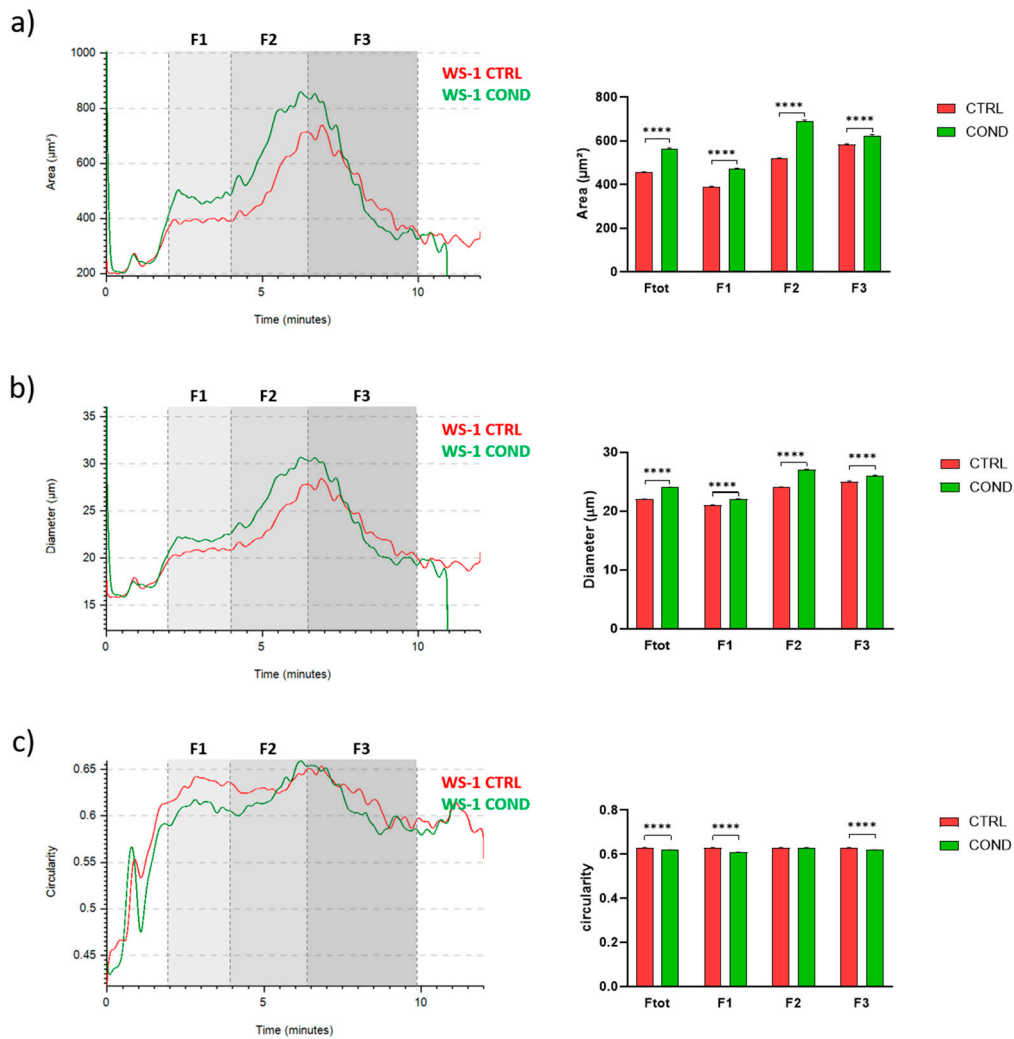 a)
F1 F2 F3
WS-1 CTRL
WS-1 COND
1000
800
600
400
200
Area (µm²)
0 5 10
Time (minutes)
800
600
400
200
0
Area (µm²)
**** **** **** ****
Ftot F1 F2 F3
CTRL
COND
b)
F1 F2 F3
WS-1 CTRL
WS-1 COND
35
30
25
20
15
Diameter (µm)
0 5 10
Time (minutes)
30
20
10
0
Diameter (µm)
**** **** **** ****
Ftot F1 F2 F3
CTRL
COND
c)
F1 F2 F3
WS-1 CTRL
WS-1 COND
0.65
0.6
0.55
0.5
0.45
Circularity
0 5 10
Time (minutes)
0.8
0.6
0.4
0.2
0.0
circularity
**** **** ****
Ftot F1 F2 F3
CTRL
COND